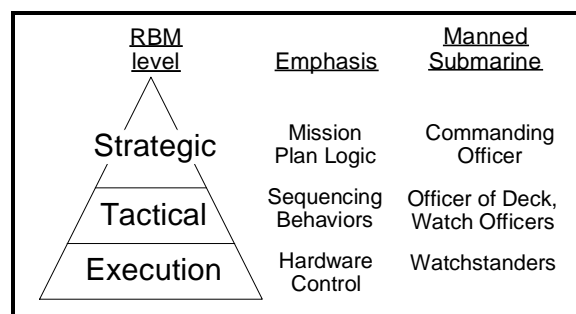 RBM
level
Emphasis
Manned
Submarine
Strategic
Mission
Plan Logic
Commanding
Officer
Tactical
Sequencing
Behaviors
Officer of Deck,
Watch Officers
Execution
Hardware
Control
Watchstanders